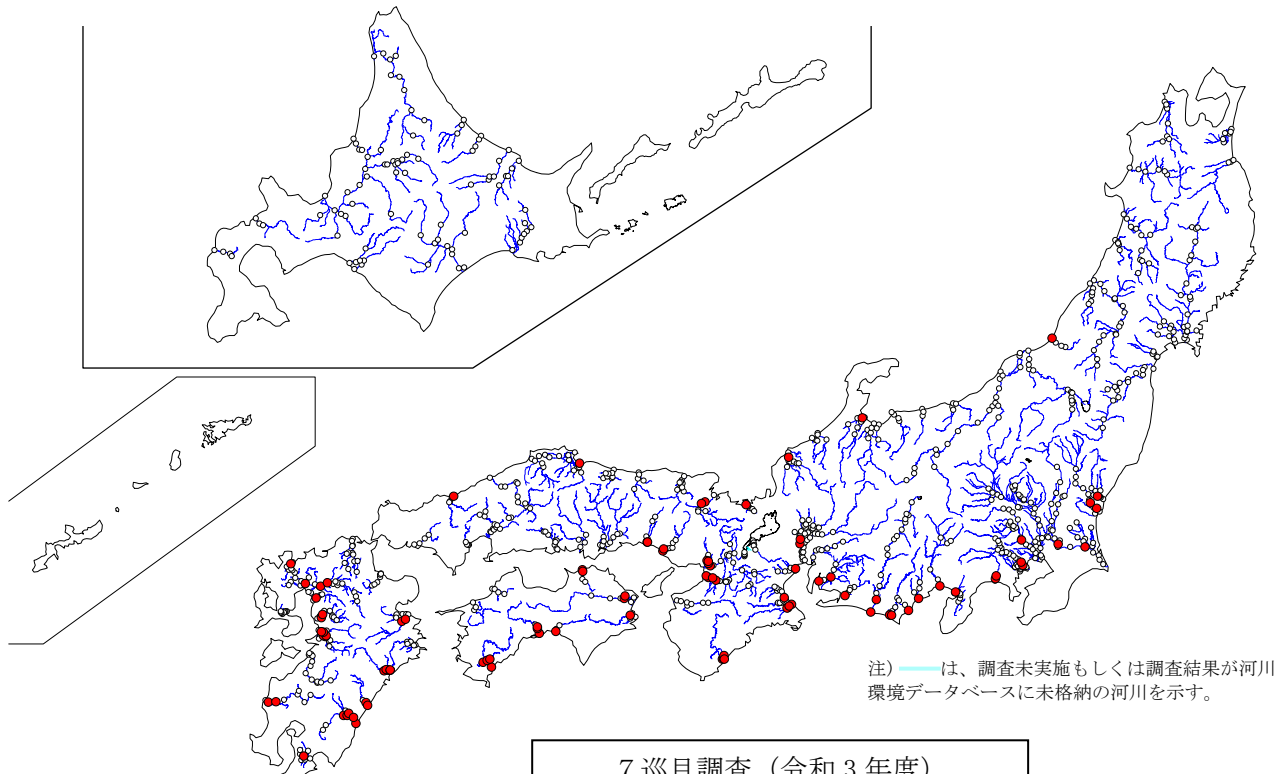 注） は、調査未実施もしくは調査結果が河川
環境データベースに未格納の河川を示す。
7 巡目調査（令和 3 年度）